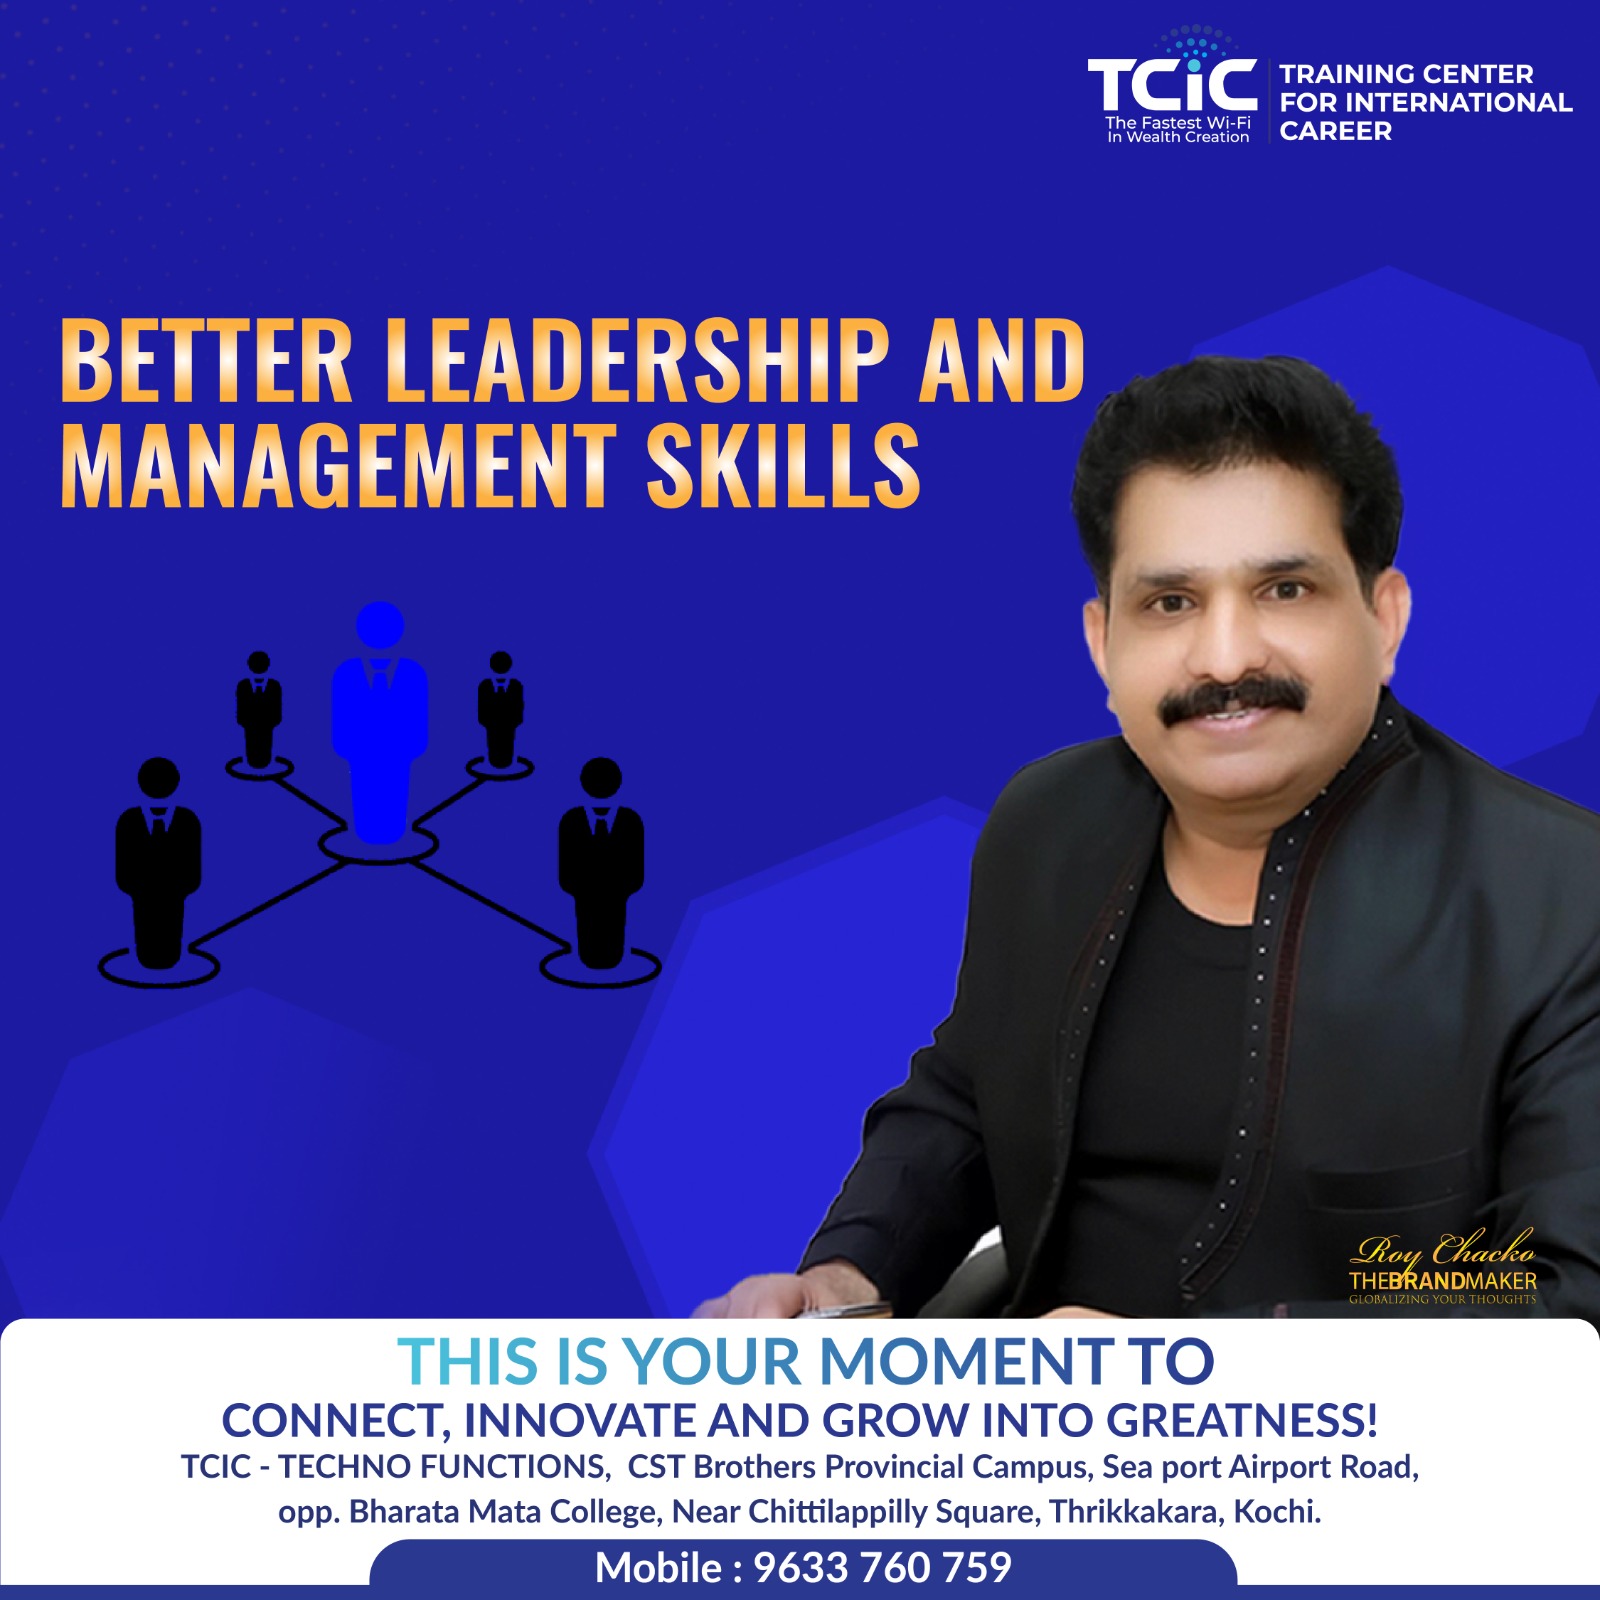 TCiC
The Fastest Wi-Fi
In Wealth Creation
TRAINING CENTER
FOR INTERNATIONAL
CAREER
BETTER LEADERSHIP AND
MANAGEMENT SKILLS
Roy Chacko
THEBRANDMAKER
GLOBALIZING YOUR THOUGHTS
THIS IS YOUR MOMENT TO
CONNECT, INNOVATE AND GROW INTO GREATNESS!
TCIC - TECHNO FUNCTIONS, CST Brothers Provincial Campus, Sea port Airport Road,
opp. Bharata Mata College, Near Chittilappilly Square, Thrikkakara, Kochi.
Mobile : 9633 760 759